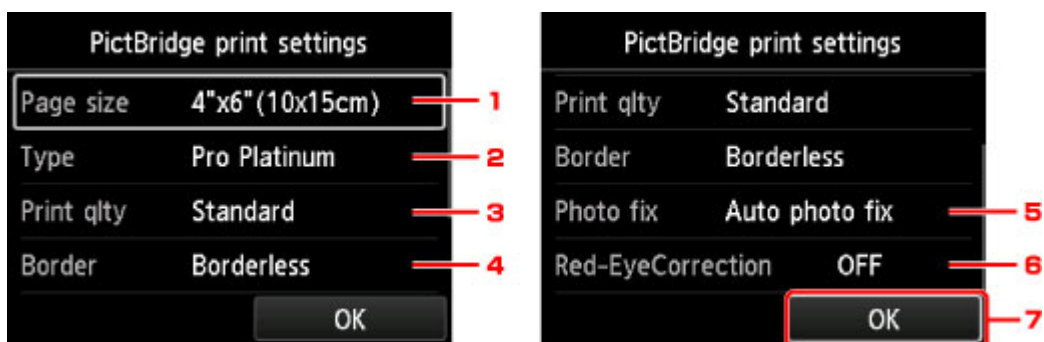 PictBridge print settings
Page size 4"x6"(10x15cm) 1
Type Pro Platinum 2
Print qlty Standard 3
Border Borderless 4
OK
PictBridge print settings
Print qlty Standard
Border Borderless
Photo fix Auto photo fix 5
Red-EyeCorrection OFF 6
OK 7